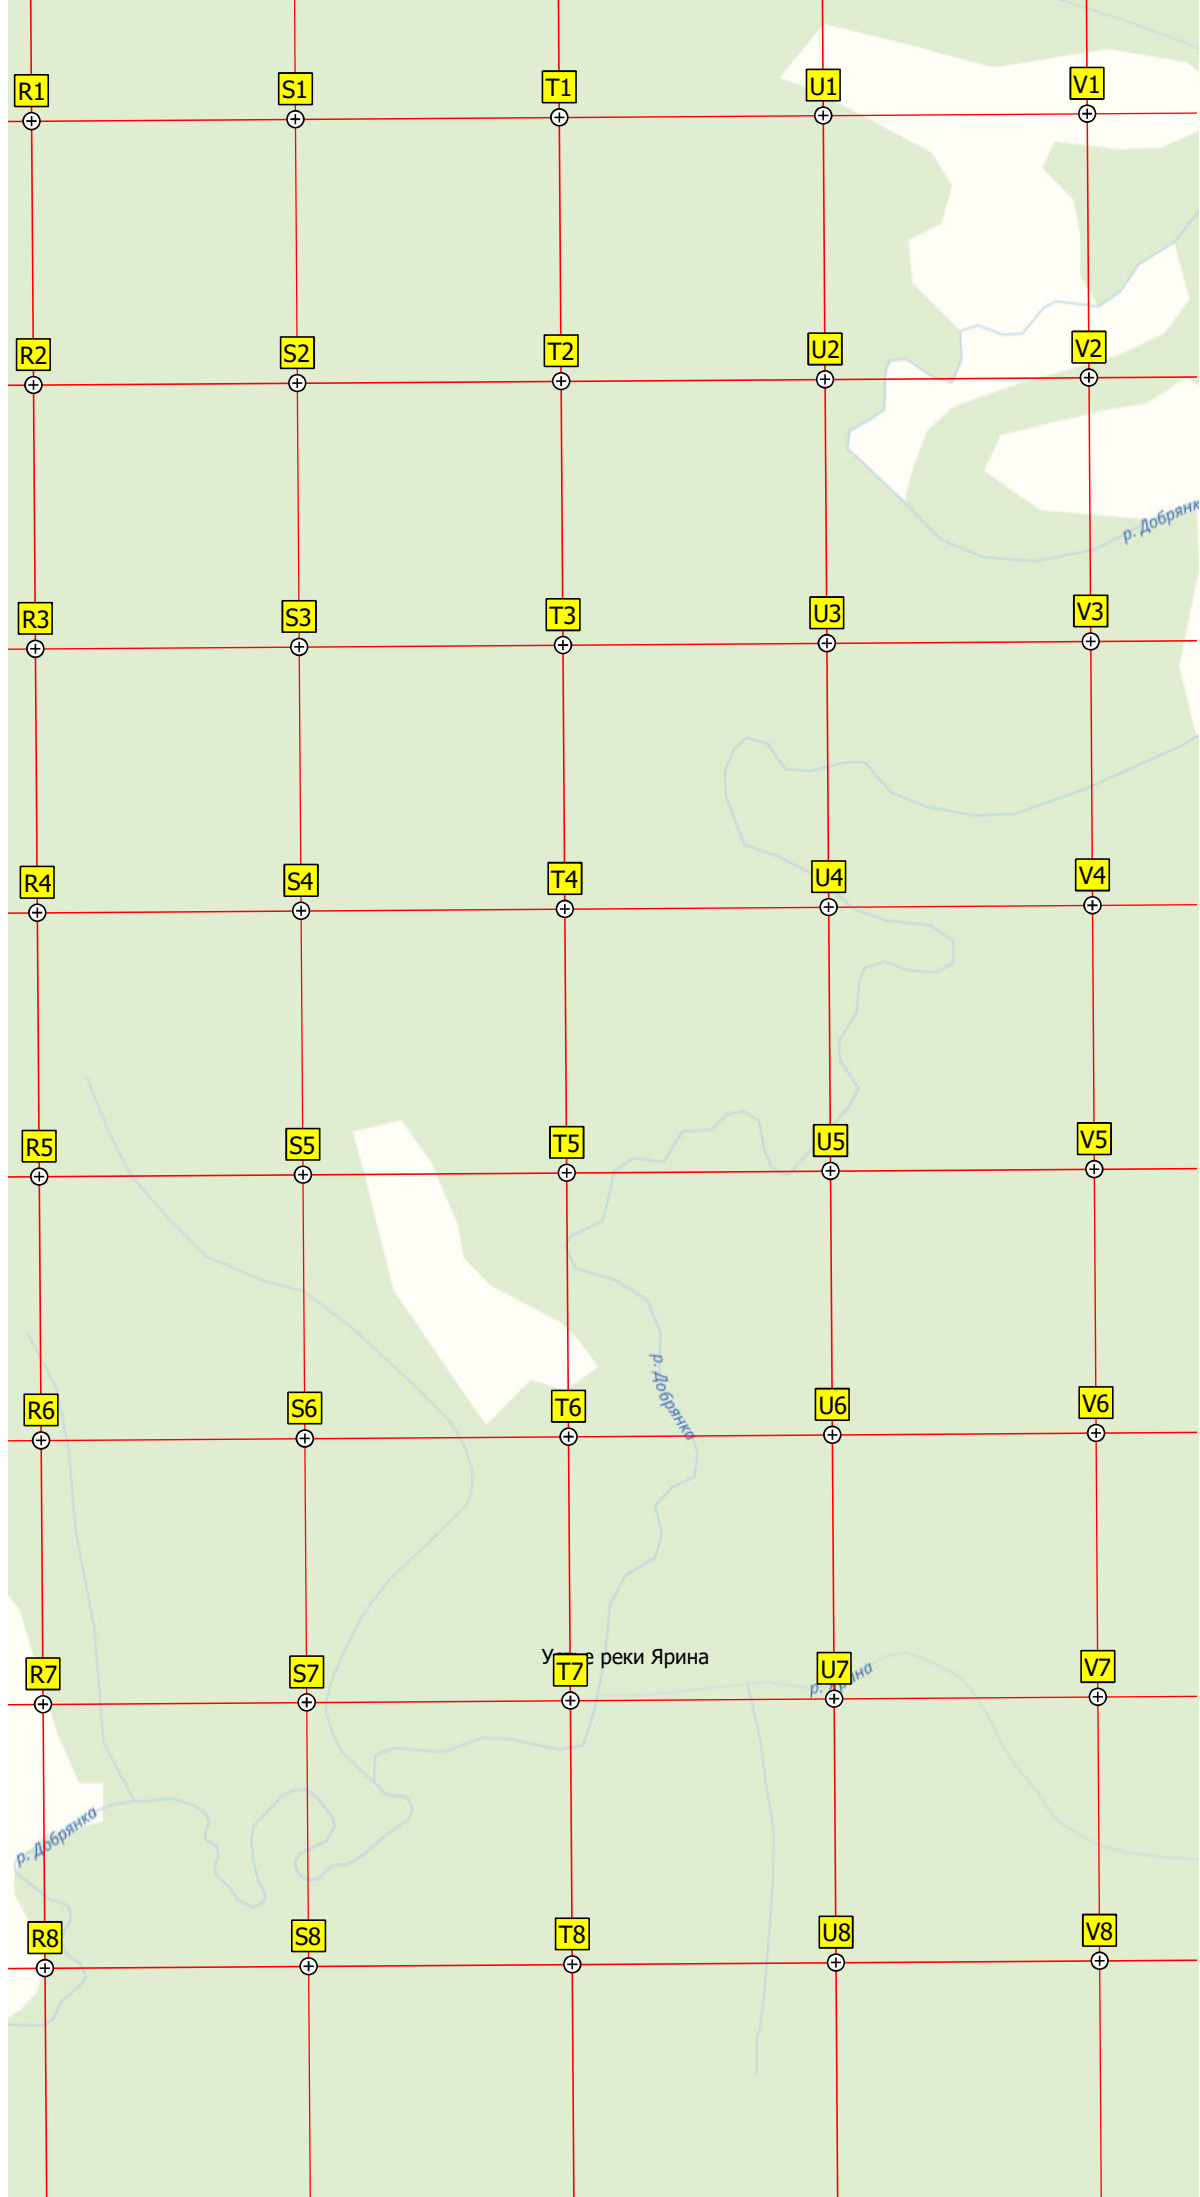 R1 S1 T1 U1 V1
R2 S2 T2 U2 V2
р. Добрянк
R3 S3 T3 U3 V3
R4 S4 T4 U4 V4
R5 S5 T5 U5 V5
р. Добрянка
R6 S6 T6 U6 V6
реки Ярина
R7 S7 T7 U7 V7
р.
р. Добрянка
R8 S8 T8 U8 V8